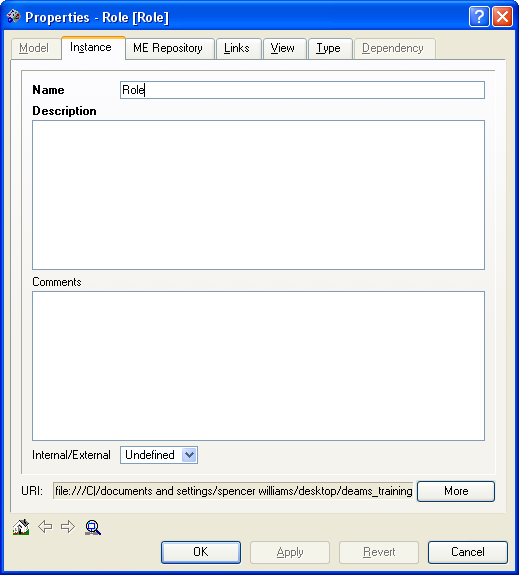 Properties - Role [Role]
Model Instance ME Repository Links View Type Dependency
Name Role
Description
Comments
Internal/External Undefined
URI: file:///C|/documents and settings/spencer williams/desktop/deams_training More
OK Apply Revert Cancel